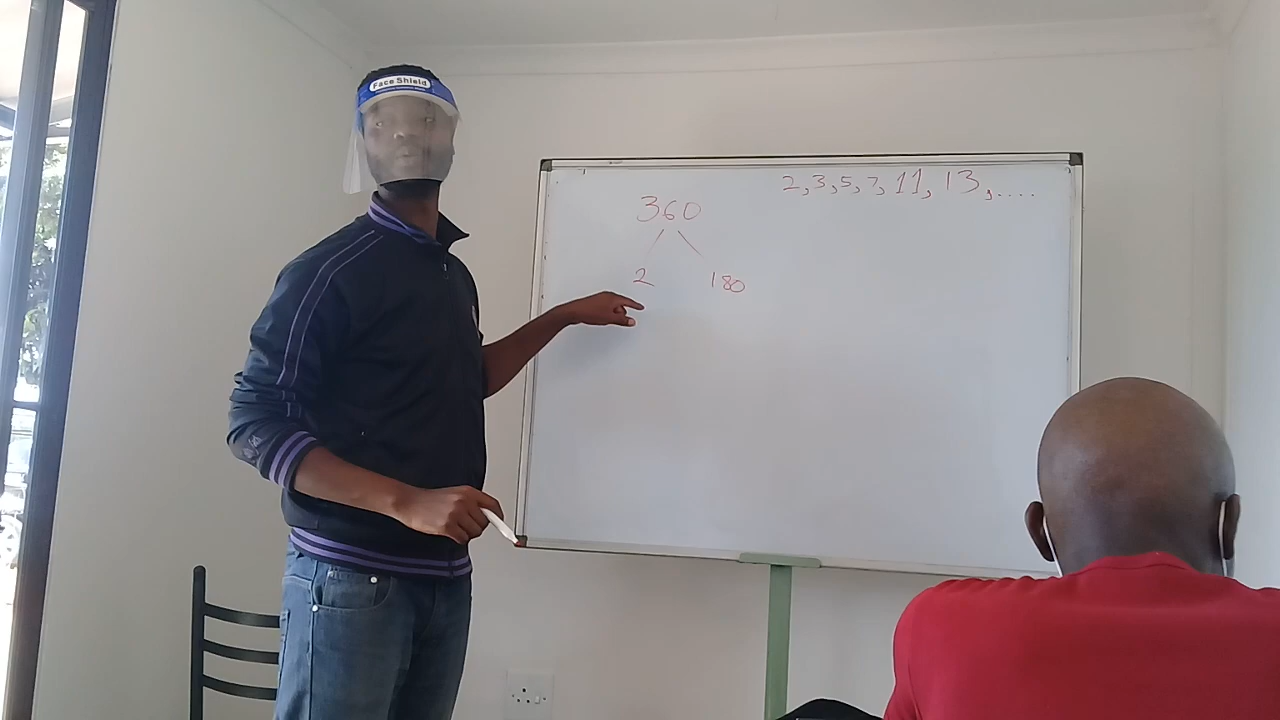 Face Shield
2, 3, 5, 7, 11, 13, ....
360
2 180